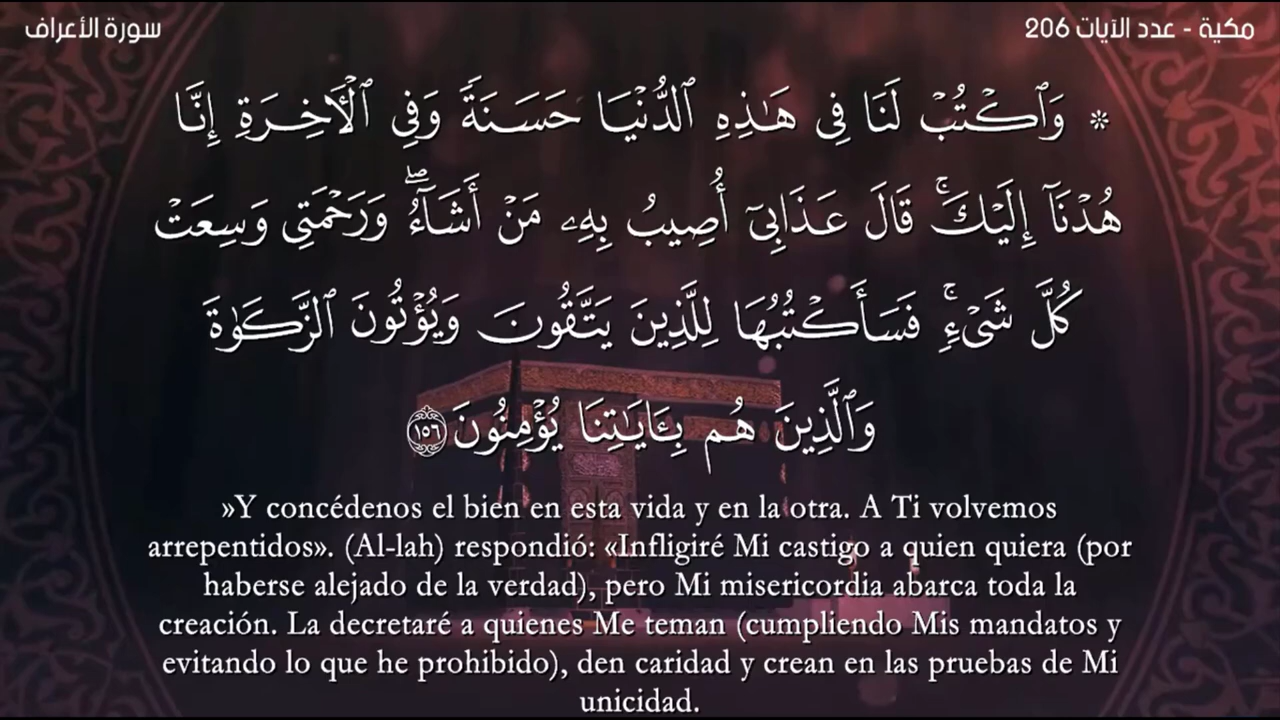 مكية - عدد الآيات 206
سورة الأعراف
۞ وَٱكۡتُبۡ لَنَا فِي هَٰذِهِ ٱلدُّنۡيَا حَسَنَةٗ وَفِي ٱلۡأٓخِرَةِ إِنَّا
هُدۡنَآ إِلَيۡكَۚ قَالَ عَذَابِيٓ أُصِيبُ بِهِۦ مَنۡ أَشَآءُۖ وَرَحۡمَتِي وَسِعَتۡ
كُلَّ شَيۡءٖۚ فَسَأَكۡتُبُهَا لِلَّذِينَ يَتَّقُونَ وَيُؤۡتُونَ ٱلزَّكَوٰةَ
وَٱلَّذِينَ هُم بِـَٔايَٰتِنَا يُؤۡمِنُونَ ١٥٦
»Y concédenos el bien en esta vida y en la otra. A Ti volvemos
arrepentidos». (Al-lah) respondió: «Infligiré Mi castigo a quien quiera (por
haberse alejado de la verdad), pero Mi misericordia abarca toda la
creación. La decretaré a quienes Me teman (cumpliendo Mis mandatos y
evitando lo que he prohibido), den caridad y crean en las pruebas de Mi
unicidad.